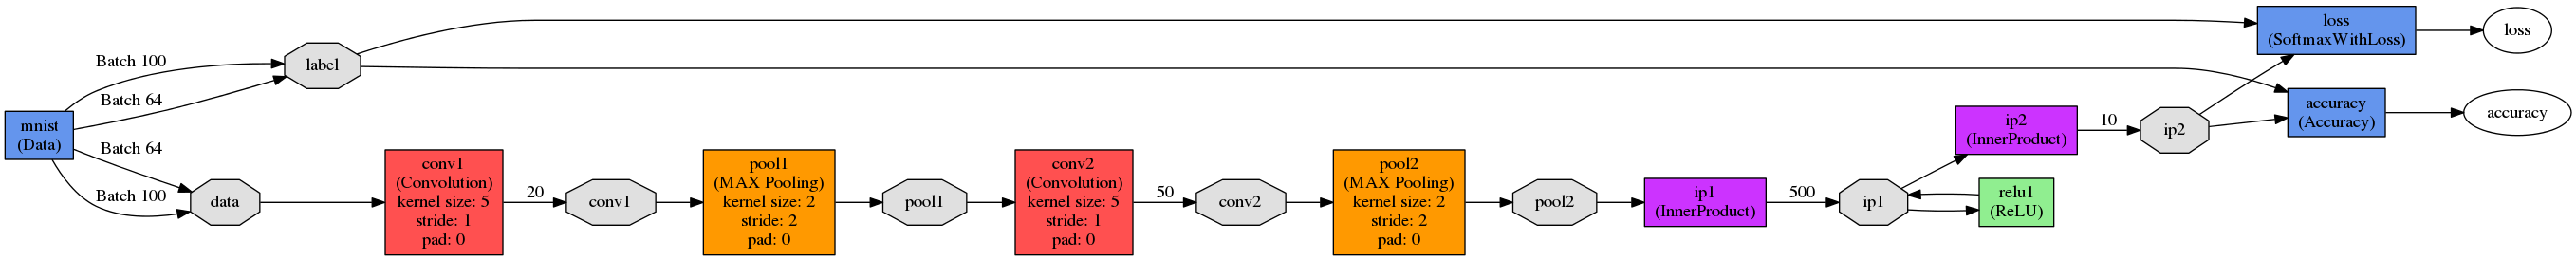 mnist
(Data)
Batch 100
Batch 64
Batch 64
Batch 100
label
data
conv1
(Convolution)
kernel size: 5
stride: 1
pad: 0
20
conv1
pool1
(MAX Pooling)
kernel size: 2
stride: 2
pad: 0
pool1
conv2
(Convolution)
kernel size: 5
stride: 1
pad: 0
50
conv2
pool2
(MAX Pooling)
kernel size: 2
stride: 2
pad: 0
pool2
ip1
(InnerProduct)
500
ip1
relu1
(ReLU)
ip2
(InnerProduct)
10
ip2
loss
(SoftmaxWithLoss)
loss
accuracy
(Accuracy)
accuracy